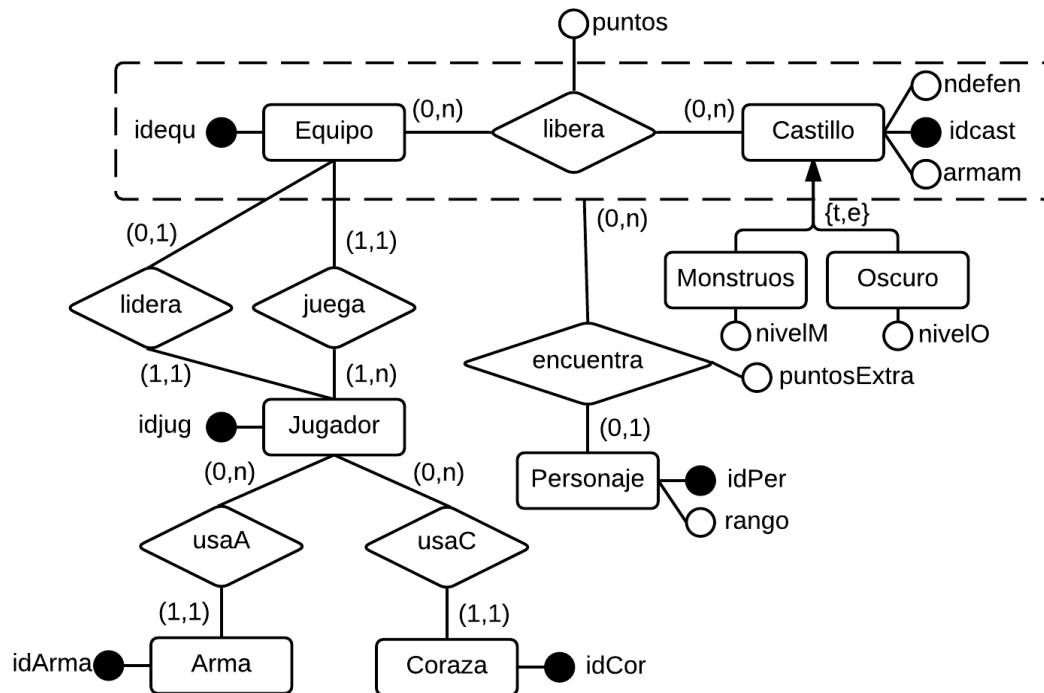 puntos
ndefen
(0,n)
(0,n)
idequ
Equipo
libera
Castillo
idcast
armam
(0,1)
(1,1)
(0,n)
{t,e}
Monstruos
Oscuro
lidera
juega
nivelM
nivelO
encuentra
puntosExtra
(1,1)
(1,n)
idjug
Jugador
(0,1)
(0,n)
(0,n)
Personaje
idPer
rango
usaA
usaC
(1,1)
(1,1)
idArma
Arma
Coraza
idCor